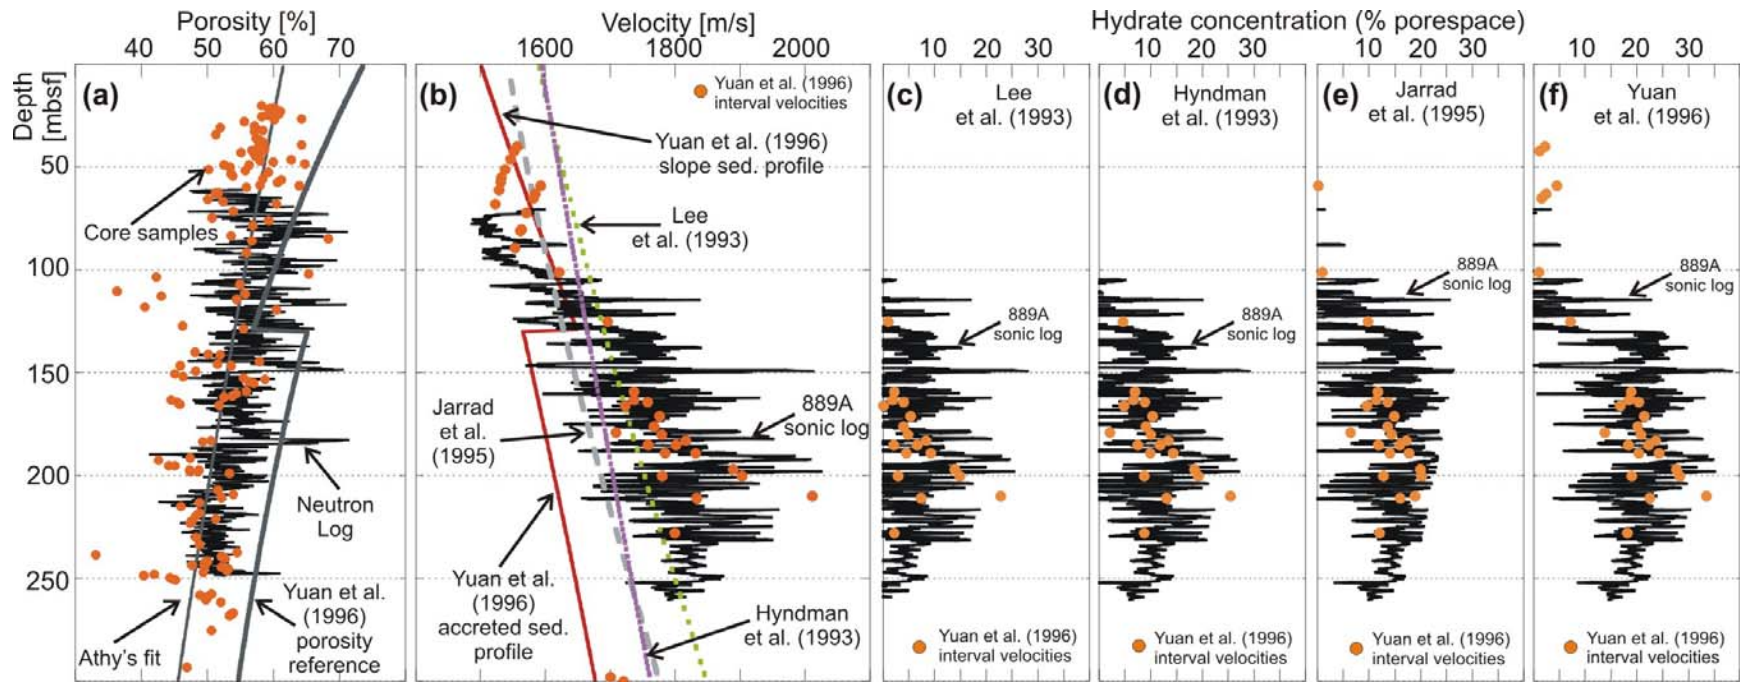 Porosity [%]
40 50 60 70
Velocity [m/s]
1600 1800 2000
Hydrate concentration (% porespace)
10 20 30
10 20 30
10 20 30
10 20 30
Depth
[mbsf]
50
100
150
200
250
(a)
Core samples
Neutron
Log
Athy's fit
Yuan et al.
(1996)
porosity
reference
(b)
Yuan et al. (1996)
interval velocities
Yuan et al. (1996)
slope sed. profile
Lee
et al. (1993)
Jarrad
et al.
(1995)
889A
sonic log
Yuan et al.
(1996)
accreted sed.
profile
Hyndman
et al. (1993)
(c)
Lee
et al. (1993)
889A
sonic log
Yuan et al. (1996)
interval velocities
(d)
Hyndman
et al. (1993)
889A
sonic log
Yuan et al. (1996)
interval velocities
(e)
Jarrad
et al. (1995)
889A
sonic log
Yuan et al. (1996)
interval velocities
(f)
Yuan
et al. (1996)
889A
sonic log
Yuan et al. (1996)
interval velocities